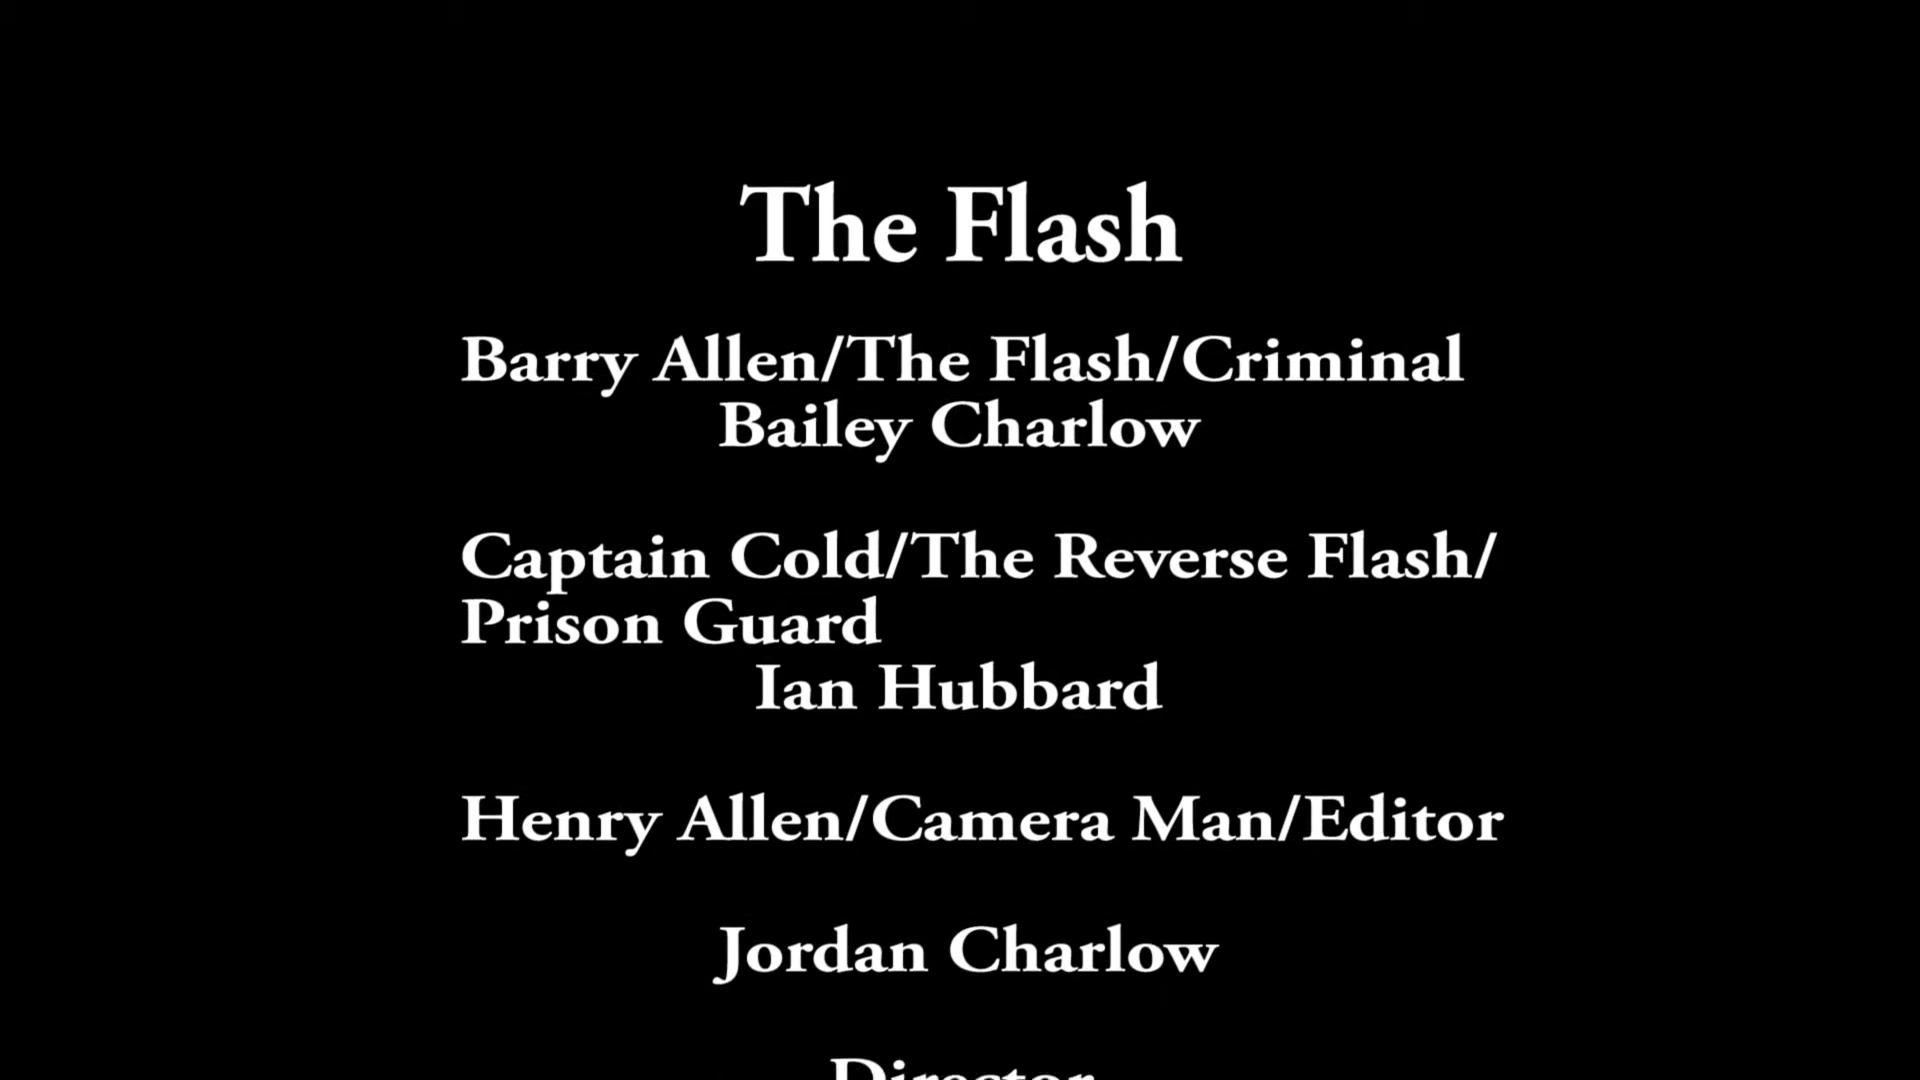 The Flash
Barry Allen/The Flash/Criminal
Bailey Charlow
Captain Cold/The Reverse Flash/
Prison Guard
Ian Hubbard
Henry Allen/Camera Man/Editor
Jordan Charlow
Director